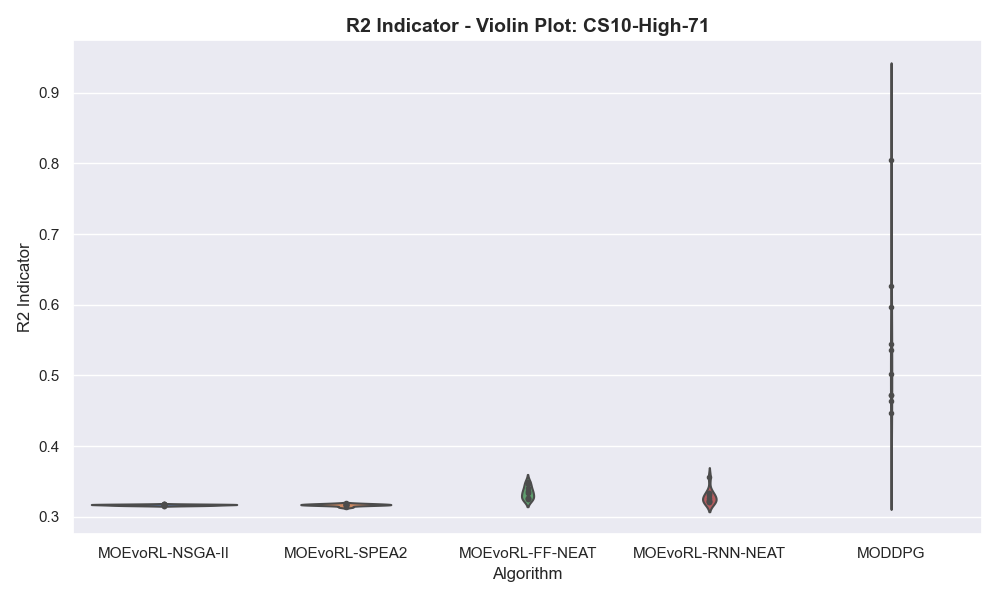 R2 Indicator - Violin Plot: CS10-High-71
R2 Indicator
0.9
0.8
0.7
0.6
0.5
0.4
0.3
MOEvoRL-NSGA-II MOEvoRL-SPEA2 MOEvoRL-FF-NEAT MOEvoRL-RNN-NEAT MODDPG
Algorithm